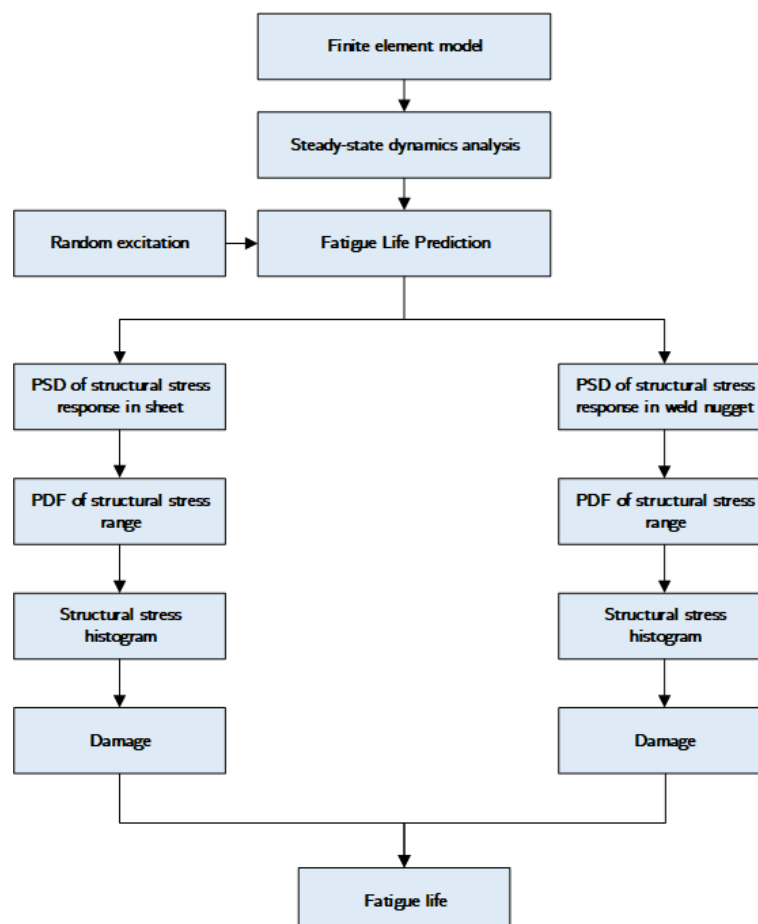 Finite element model
Steady-state dynamics analysis
Random excitation
Fatigue Life Prediction
PSD of structural stress
response in sheet
PSD of structural stress
response in weld nugget
PDF of structural stress
range
PDF of structural stress
range
Structural stress
histogram
Structural stress
histogram
Damage
Damage
Fatigue life